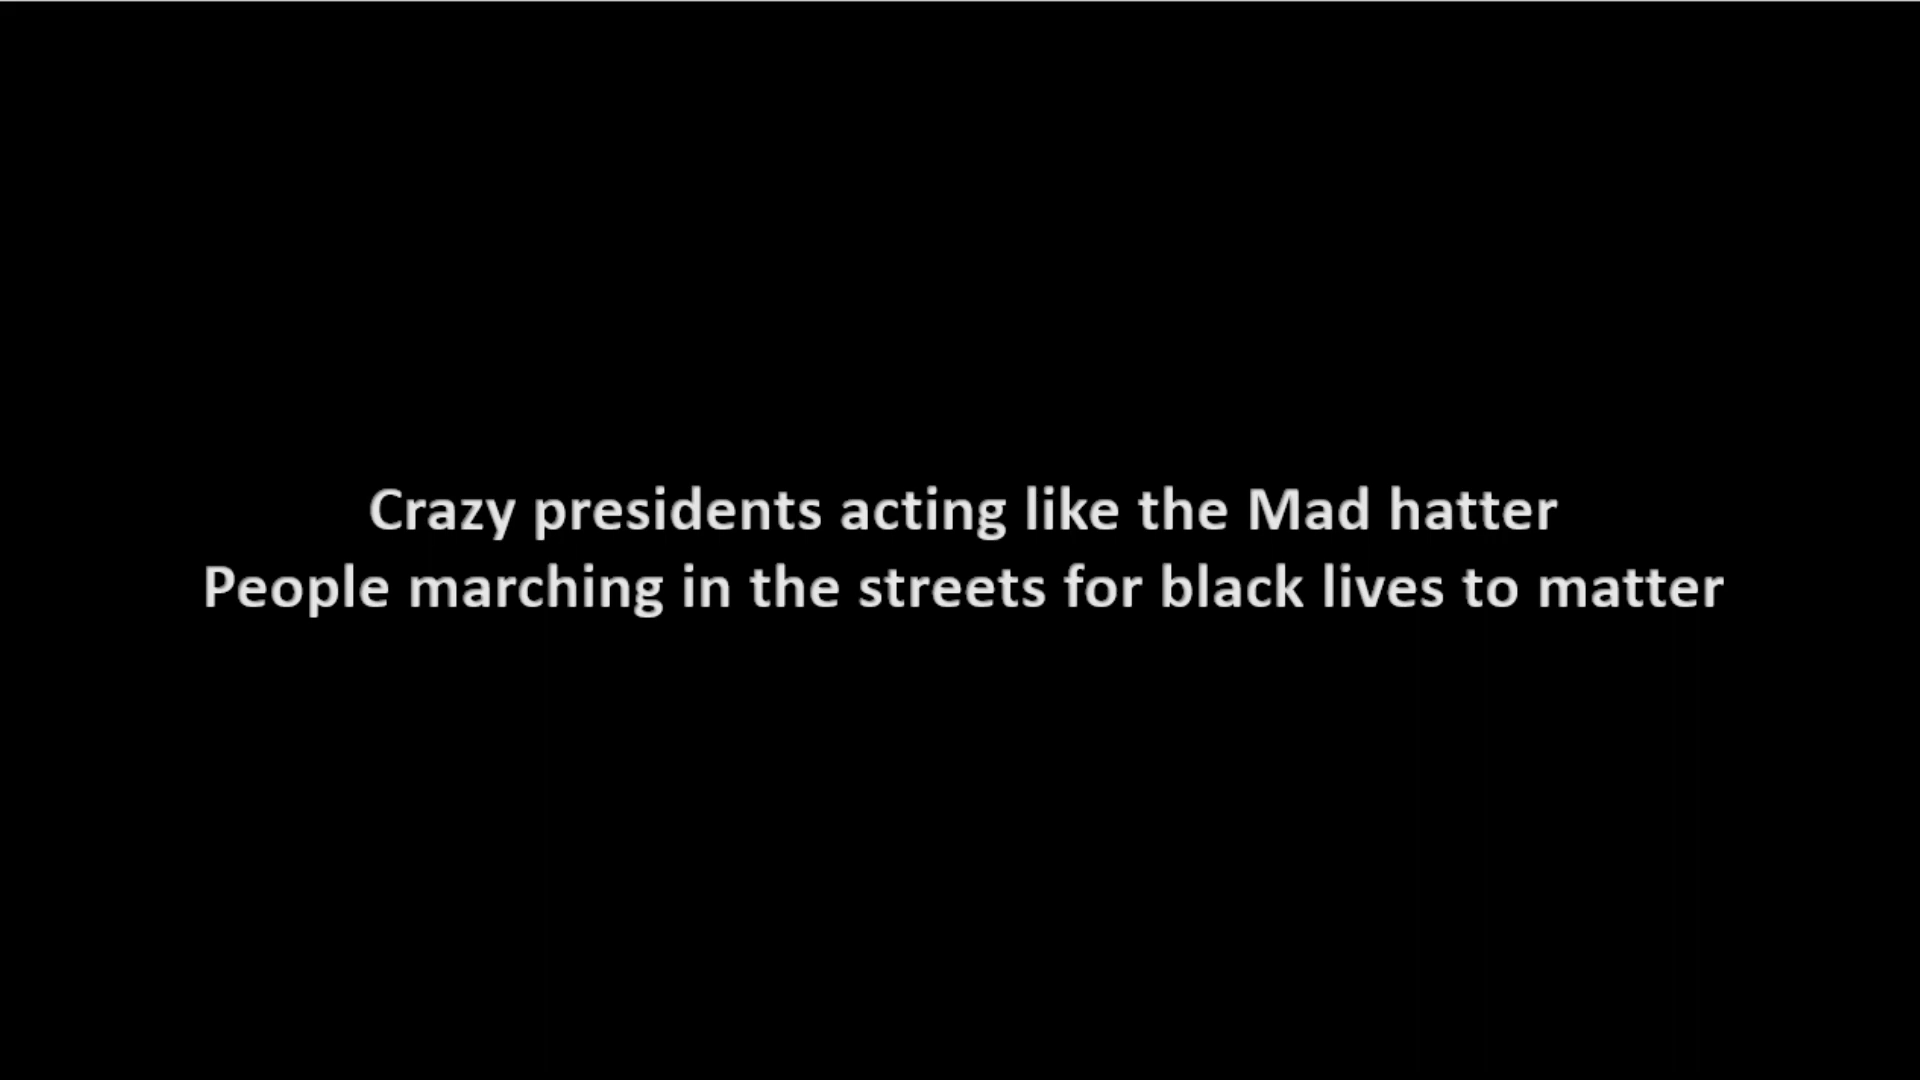 Crazy presidents acting like the Mad hatter
People marching in the streets for black lives to matter